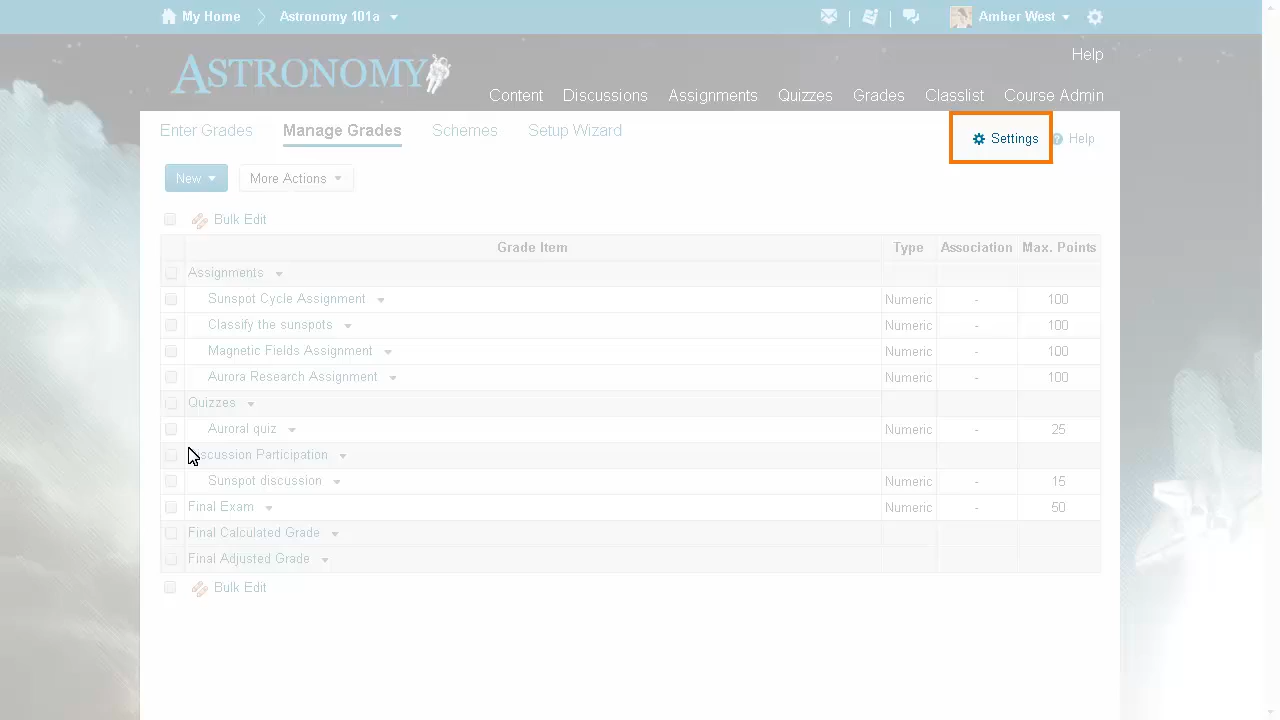 My Home Astronomy 101a Amber West
Help
ASTRONOMY
Content Discussions Assignments Quizzes Grades Classlist Course Admin
Enter Grades Manage Grades Schemes Setup Wizard Settings Help
New More Actions
Bulk Edit
Grade Item Type Association Max. Points
Assignments
Sunspot Cycle Assignment Numeric - 100
Classify the sunspots Numeric - 100
Magnetic Fields Assignment Numeric - 100
Aurora Research Assignment Numeric - 100
Quizzes
Auroral quiz Numeric - 25
Discussion Participation
Sunspot discussion Numeric - 15
Final Exam Numeric - 50
Final Calculated Grade
Final Adjusted Grade
Bulk Edit